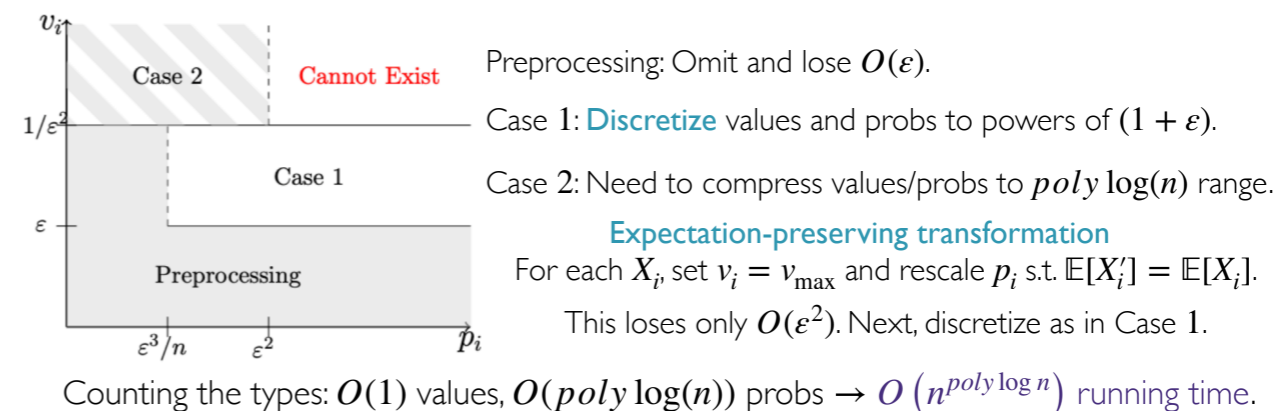 v_i
Case 2
Cannot Exist
1/ε²
Case 1
ε
Preprocessing
ε³/n
ε²
p_i
Preprocessing: Omit and lose O(ε).
Case 1: Discretize values and probs to powers of (1 + ε).
Case 2: Need to compress values/probs to poly log(n) range.
Expectation-preserving transformation
For each X_i, set v_i = v_max and rescale p_i s.t. 𝔼[X_i′] = 𝔼[X_i].
This loses only O(ε²). Next, discretize as in Case 1.
Counting the types: O(1) values, O(poly log(n)) probs → O (n^{poly log n}) running time.